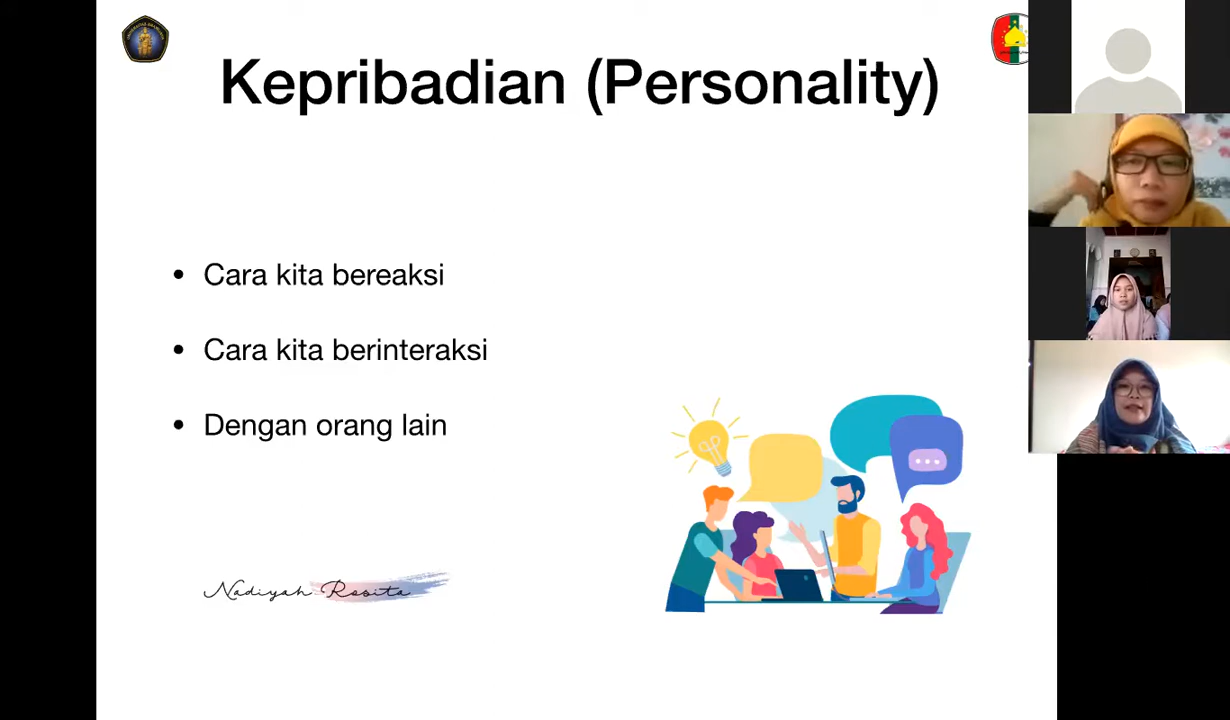 Kepribadian (Personality)
• Cara kita bereaksi
• Cara kita berinteraksi
• Dengan orang lain
Nadiyah Rosita